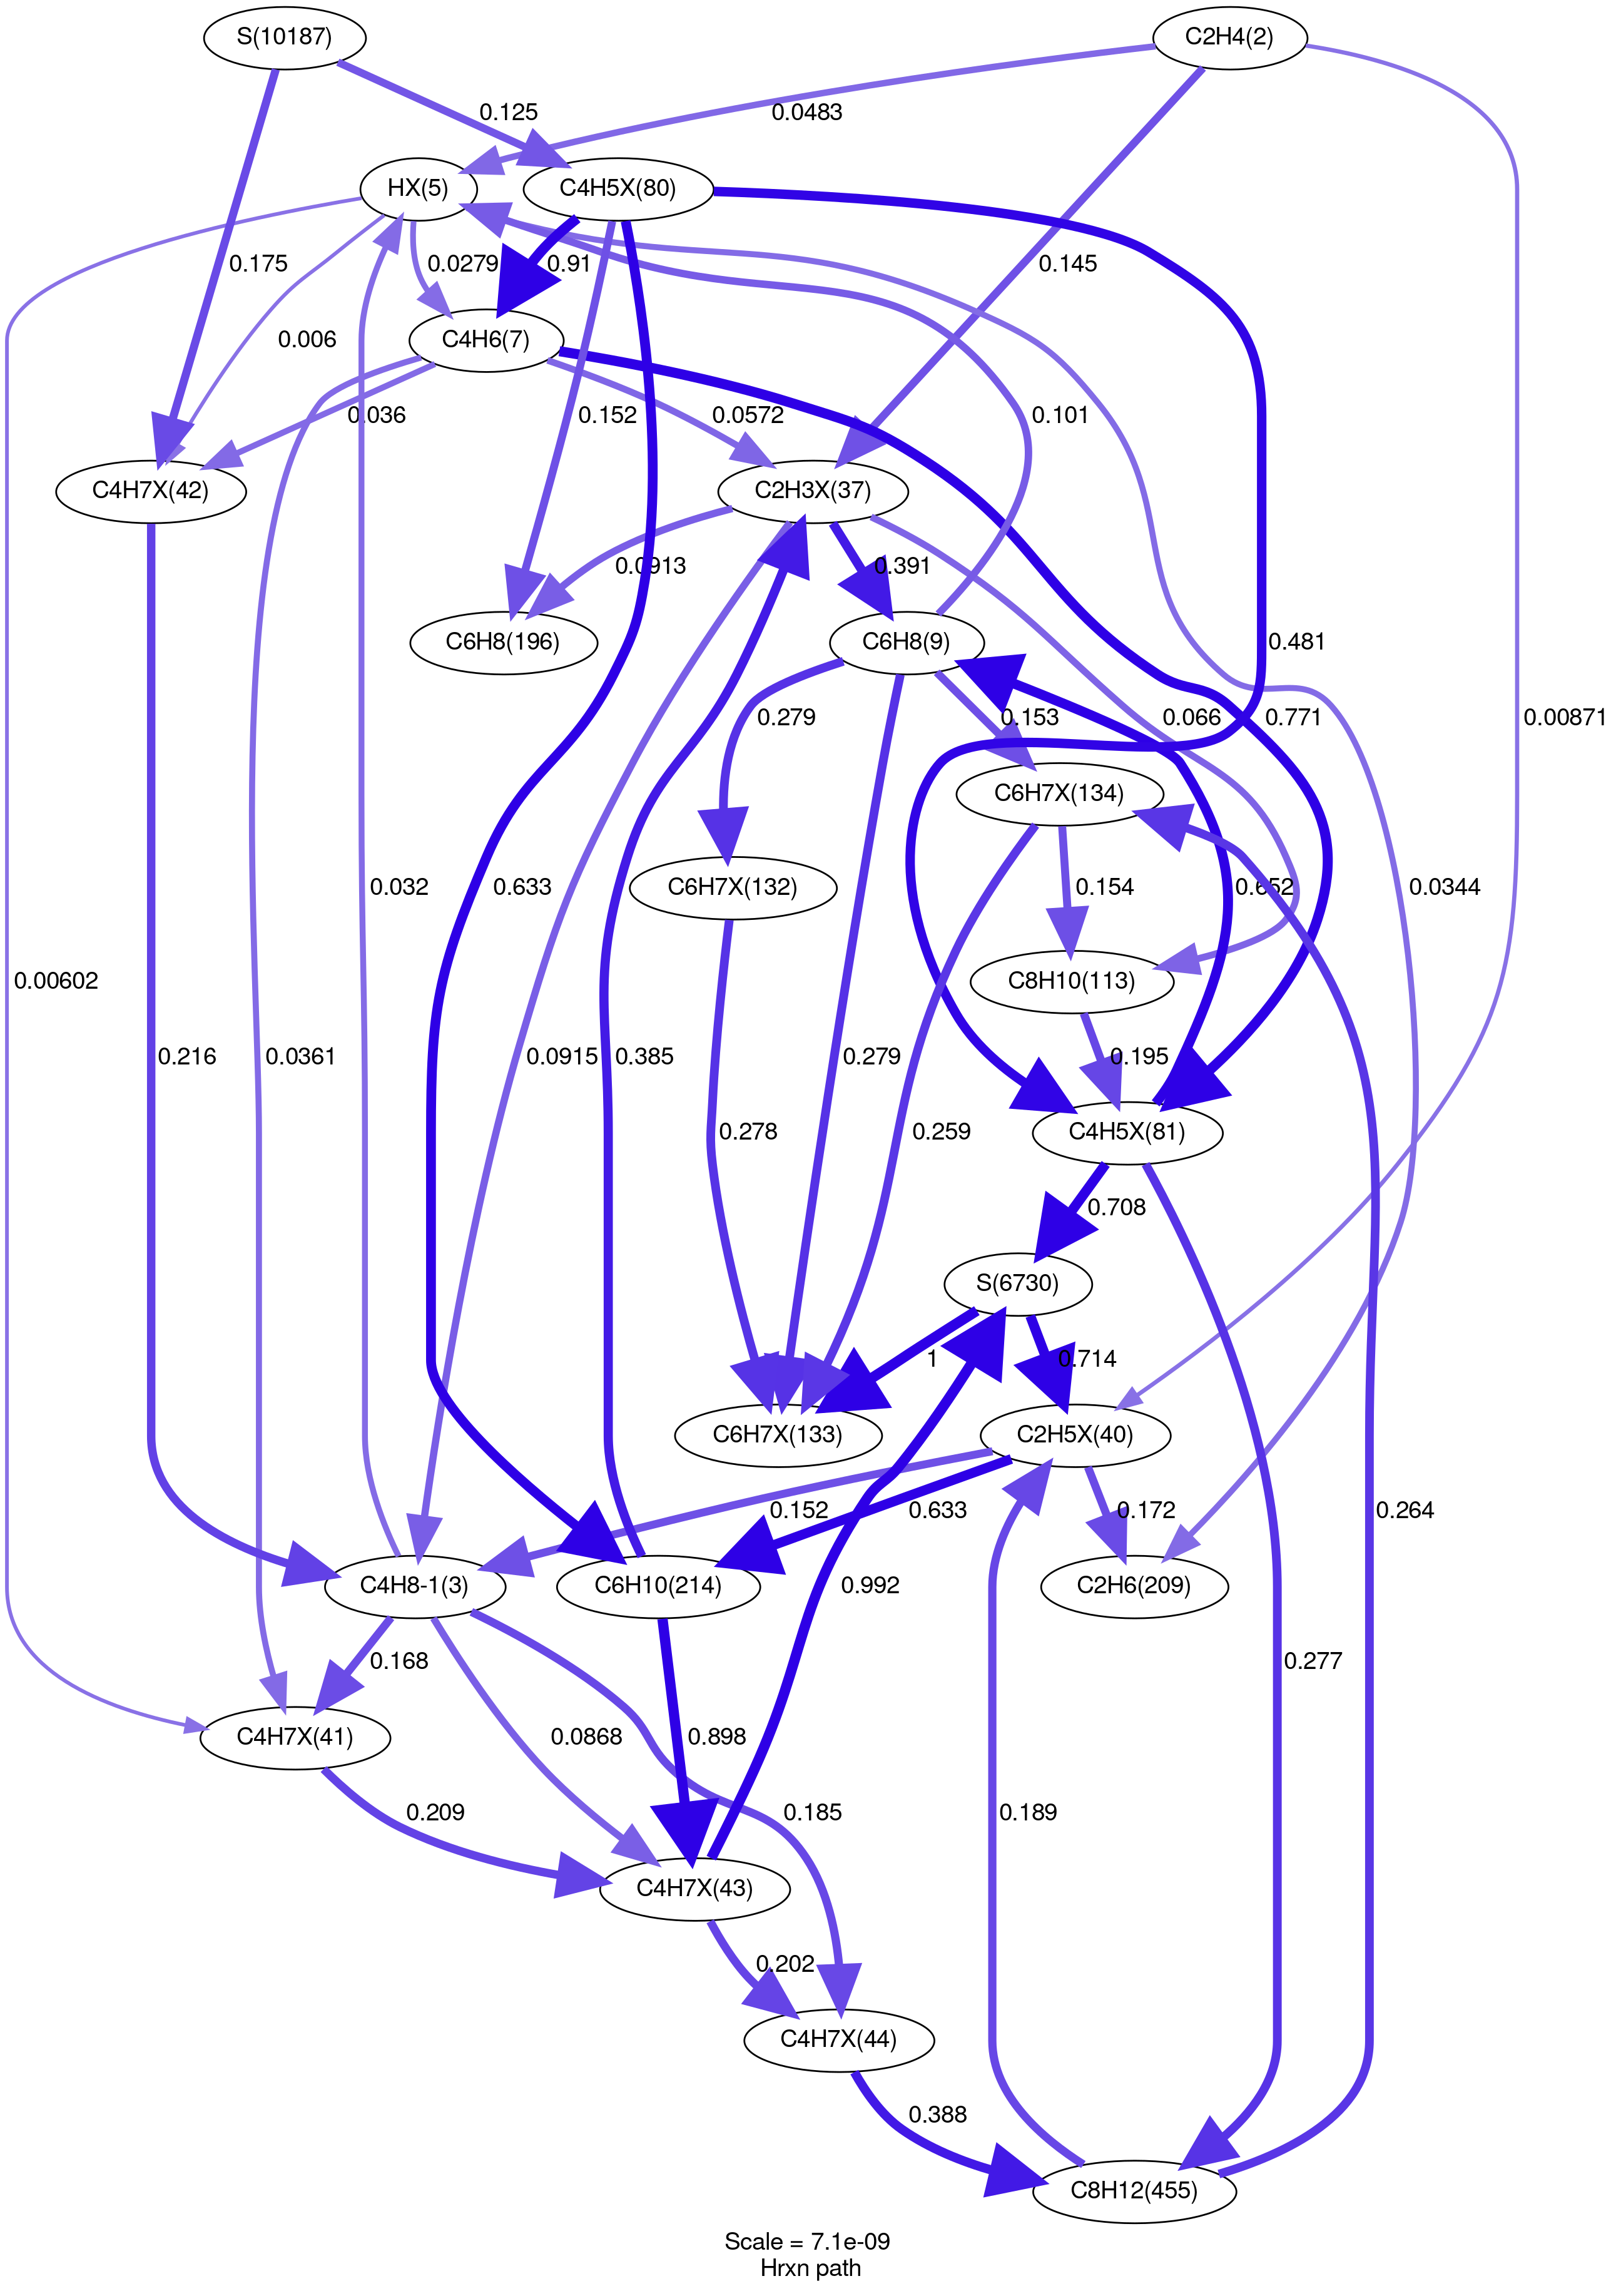 S(10187)
C2H4(2)
0.125
0.0483
HX(5)
C4H5X(80)
0.175
0.0279
0.91
0.145
0.006
C4H6(7)
0.036
0.152
0.0572
0.101
C4H7X(42)
C2H3X(37)
0.0913
0.391
C6H8(196)
C6H8(9)
0.481
0.279
0.153
0.066
0.771
0.00871
C6H7X(134)
0.032
0.633
C6H7X(132)
0.154
0.652
0.0344
0.00602
C8H10(113)
0.216
0.0361
0.0915
0.385
0.279
0.195
0.278
0.259
C4H5X(81)
0.708
S(6730)
1
0.714
C6H7X(133)
C2H5X(40)
0.152
0.633
0.172
0.264
C4H8-1(3)
C6H10(214)
0.992
C2H6(209)
0.168
0.277
C4H7X(41)
0.0868
0.898
0.209
0.185
0.189
C4H7X(43)
0.202
C4H7X(44)
0.388
C8H12(455)
Scale = 7.1e-09
Hrxn path